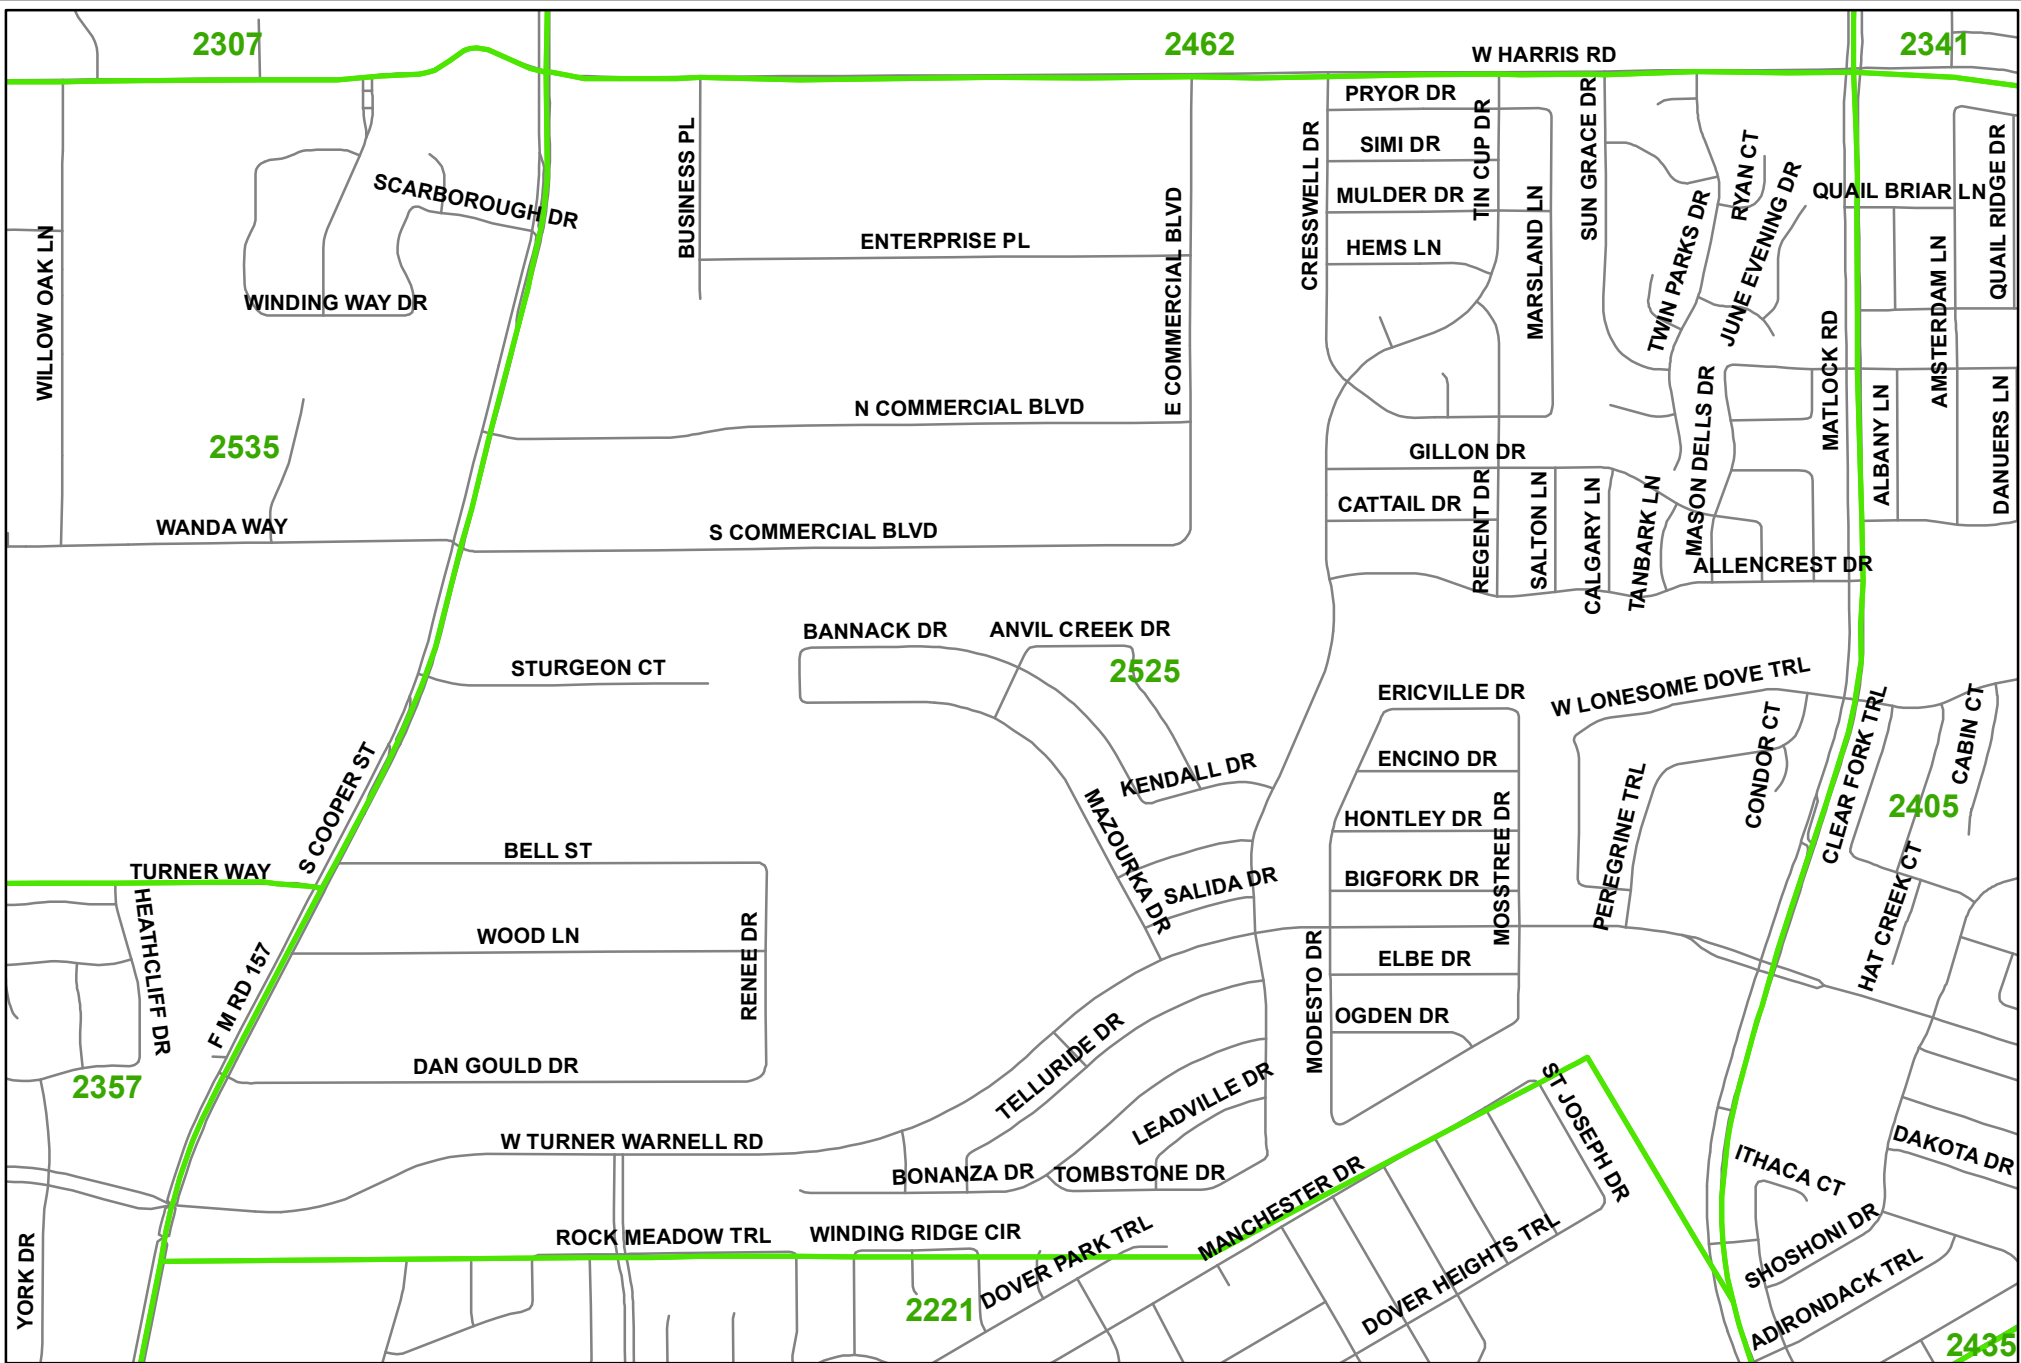 2307
2462
W HARRIS RD
2341
PRYOR DR
SIMI DR
MULDER DR
HEMS LN
CRESSWELL DR
TIN CUP DR
MARSLAND LN
SUN GRACE DR
RYAN CT
TWIN PARKS DR
JUNE EVENING DR
QUAIL BRIAR LN
QUAIL RIDGE DR
BUSINESS PL
SCARBOROUGH DR
ENTERPRISE PL
E COMMERCIAL BLVD
WILLOW OAK LN
WINDING WAY DR
AMSTERDAM LN
MATLOCK RD
N COMMERCIAL BLVD
2535
GILLON DR
MASON DELLS DR
ALBANY LN
DANUERS LN
WANDA WAY
S COMMERCIAL BLVD
CATTAIL DR
REGENT DR
SALTON LN
CALGARY LN
TANBARK LN
ALLENCREST DR
BANNACK DR
ANVIL CREEK DR
2525
STURGEON CT
ERICVILLE DR
W LONESOME DOVE TRL
CONDOR CT
CLEAR FORK TRL
CABIN CT
ENCINO DR
KENDALL DR
S COOPER ST
MAZOURKA DR
HONTLEY DR
MOSSTREE DR
PEREGRINE TRL
2405
BELL ST
TURNER WAY
SALIDA DR
BIGFORK DR
HAT CREEK CT
HEATHCLIFF DR
WOOD LN
RENEE DR
F M RD 157
ELBE DR
MODESTO DR
OGDEN DR
TELLURIDE DR
DAN GOULD DR
2357
LEADVILLE DR
ST JOSEPH DR
W TURNER WARNELL RD
BONANZA DR
TOMBSTONE DR
DAKOTA DR
ITHACA CT
MANCHESTER DR
ROCK MEADOW TRL
WINDING RIDGE CIR
DOVER PARK TRL
DOVER HEIGHTS TRL
SHOSHONI DR
YORK DR
2221
ADIRONDACK TRL
2435